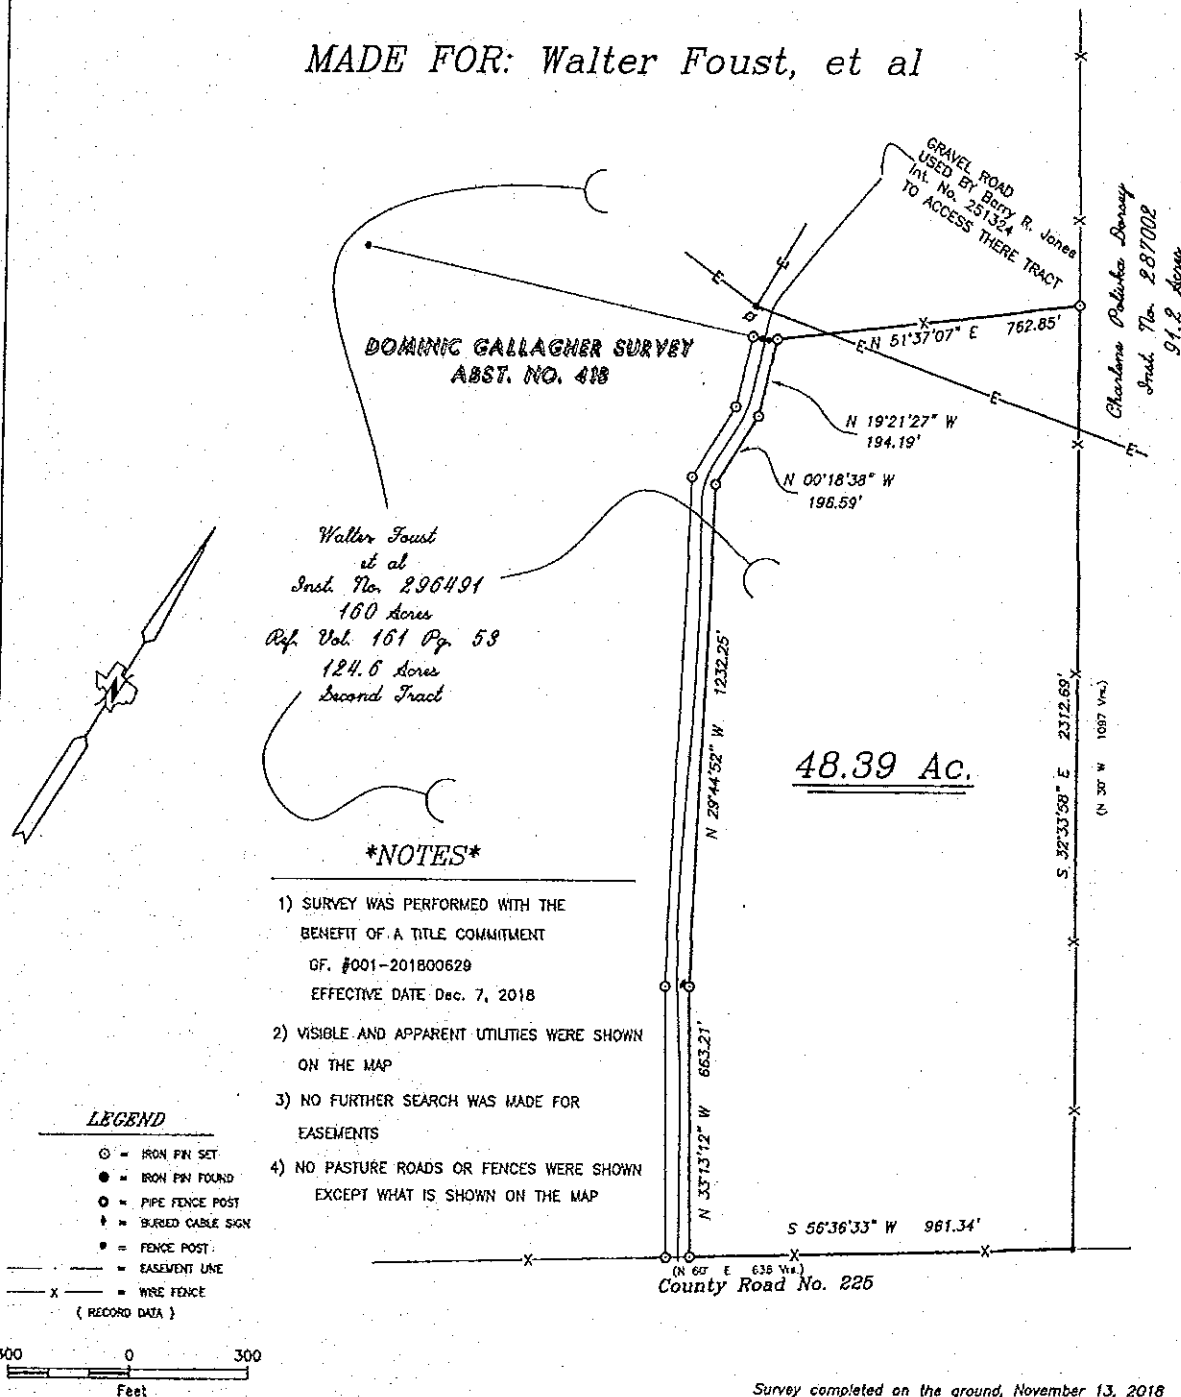 MADE FOR: Walter Foust, et al
GRAVEL ROAD
USED BY Barry R. Jones
Int. No. 251324
TO ACCESS THERE TRACT
Charlene Polivka Dorsey
Inst. No. 287002
91.2 Acres
E
E
N 51°37'07" E 762.85'
E
E
E
DOMINIC GALLAGHER SURVEY
ABST. NO. 418
N 19°21'27" W
194.19'
N 00°18'38" W
198.59'
Walter Foust
et al
Inst. No. 296491
160 Acres
Ref. Vol. 161 Pg. 53
124.6 Acres
Second Tract
N
N 29°44'52" W 1232.25'
48.39 Ac.
S 32°33'58" E 2312.69'
(N 30° W 1097 Vrs.)
*NOTES*
1) SURVEY WAS PERFORMED WITH THE
BENEFIT OF A TITLE COMMITMENT
GF. #001-201800629
EFFECTIVE DATE Dec. 7, 2018
2) VISIBLE AND APPARENT UTILITIES WERE SHOWN
ON THE MAP
3) NO FURTHER SEARCH WAS MADE FOR
EASEMENTS
4) NO PASTURE ROADS OR FENCES WERE SHOWN
EXCEPT WHAT IS SHOWN ON THE MAP
N 33°13'12" W 663.21'
LEGEND
= IRON PIN SET
= IRON PIN FOUND
= PIPE FENCE POST
= BURIED CABLE SIGN
= FENCE POST
= EASEMENT LINE
x = WIRE FENCE
( RECORD DATA )
S 56°36'33" W 961.34'
(N 60° E 638 Vrs.)
County Road No. 225
300 0 300
Feet
Survey completed on the ground, November 13, 2018